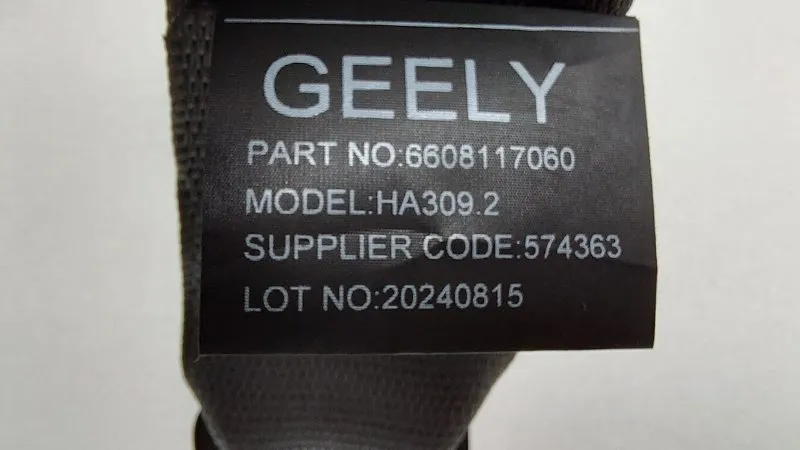 GEELY
PART NO:6608117060
MODEL:HA309.2
SUPPLIER CODE:574363
LOT NO:20240815